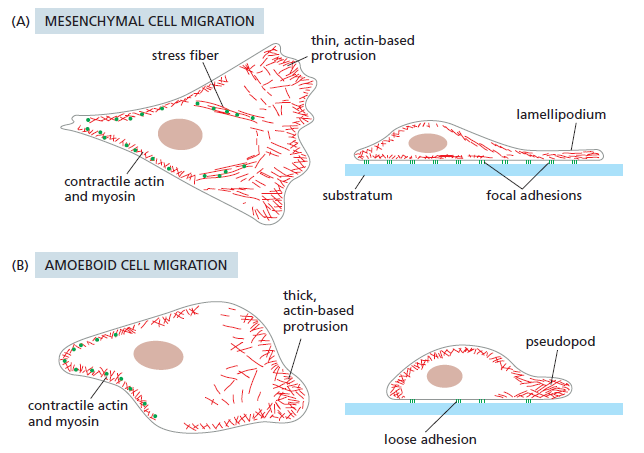 (A) MESENCHYMAL CELL MIGRATION
thin, actin-based
protrusion
stress fiber
contractile actin
and myosin
lamellipodium
substratum
focal adhesions
(B) AMOEBOID CELL MIGRATION
thick,
actin-based
protrusion
contractile actin
and myosin
pseudopod
loose adhesion